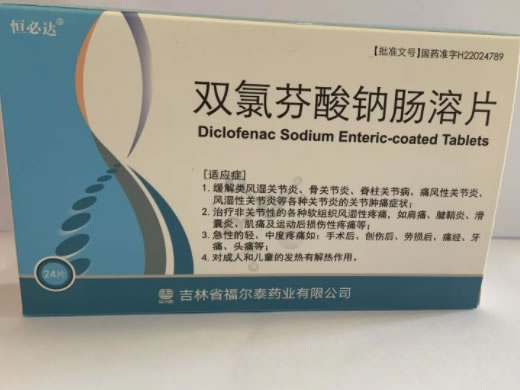 恒必达
【批准文号】国药准字H22024789
双氯芬酸钠肠溶片
Diclofenac Sodium Enteric-coated Tablets
[适应症]
1. 缓解类风湿关节炎、骨关节炎、脊柱关节病、痛风性关节炎、
风湿性关节炎等各种关节炎的关节肿痛症状；
2. 治疗非关节性的各种软组织风湿性疼痛，如肩痛、腱鞘炎、滑
囊炎、肌痛及运动后损伤性疼痛等；
3. 急性的轻、中度疼痛如：手术后、创伤后、劳损后、痛经、牙
痛、头痛等；
4. 对成人和儿童的发热有解热作用。
24片
吉林省福尔泰药业有限公司